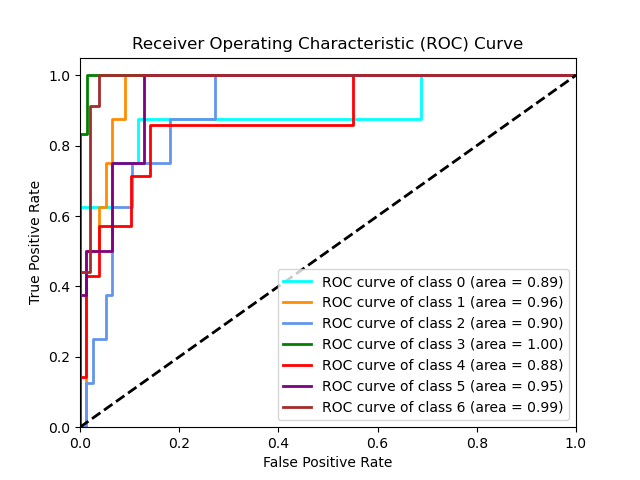 Receiver Operating Characteristic (ROC) Curve
True Positive Rate
1.0
0.8
0.6
0.4
0.2
0.0
ROC curve of class 0 (area = 0.89)
ROC curve of class 1 (area = 0.96)
ROC curve of class 2 (area = 0.90)
ROC curve of class 3 (area = 1.00)
ROC curve of class 4 (area = 0.88)
ROC curve of class 5 (area = 0.95)
ROC curve of class 6 (area = 0.99)
0.0 0.2 0.4 0.6 0.8 1.0
False Positive Rate